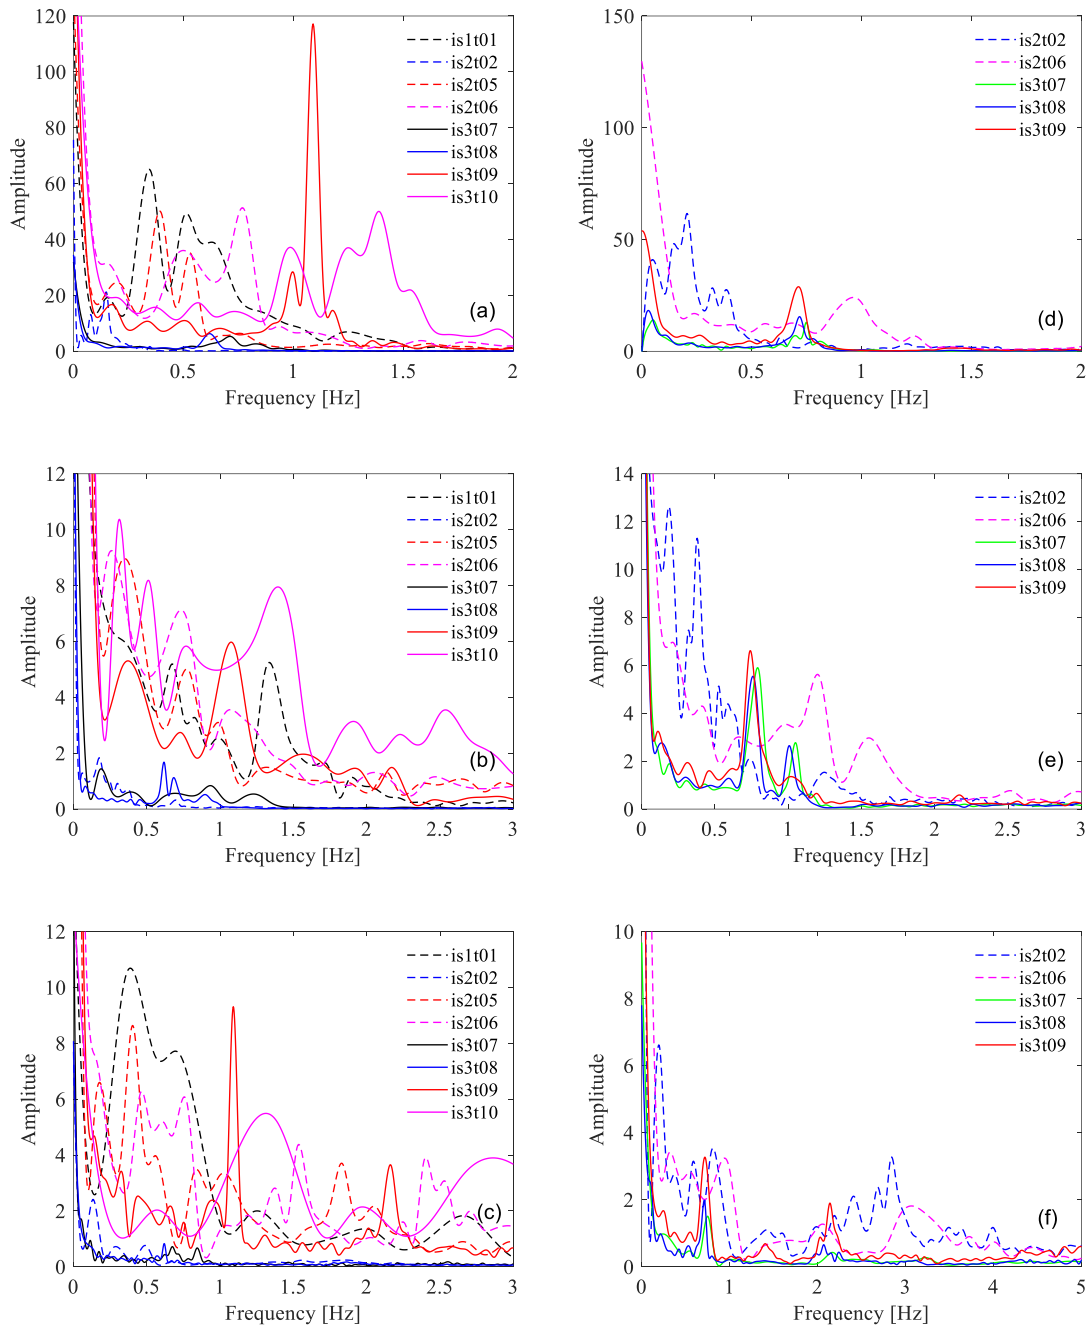 120
100
80
60
40
20
0
0
0.5
1
1.5
2
Amplitude
Frequency [Hz]
is1t01
is2t02
is2t05
is2t06
is3t07
is3t08
is3t09
is3t10
(a)
150
100
50
0
0
0.5
1
1.5
2
Amplitude
Frequency [Hz]
is2t02
is2t06
is3t07
is3t08
is3t09
(d)
12
10
8
6
4
2
0
0
0.5
1
1.5
2
2.5
3
Amplitude
Frequency [Hz]
is1t01
is2t02
is2t05
is2t06
is3t07
is3t08
is3t09
is3t10
(b)
14
12
10
8
6
4
2
0
0
0.5
1
1.5
2
2.5
3
Amplitude
Frequency [Hz]
is2t02
is2t06
is3t07
is3t08
is3t09
(e)
12
10
8
6
4
2
0
0
0.5
1
1.5
2
2.5
3
Amplitude
Frequency [Hz]
is1t01
is2t02
is2t05
is2t06
is3t07
is3t08
is3t09
is3t10
(c)
10
8
6
4
2
0
0
1
2
3
4
5
Amplitude
Frequency [Hz]
is2t02
is2t06
is3t07
is3t08
is3t09
(f)